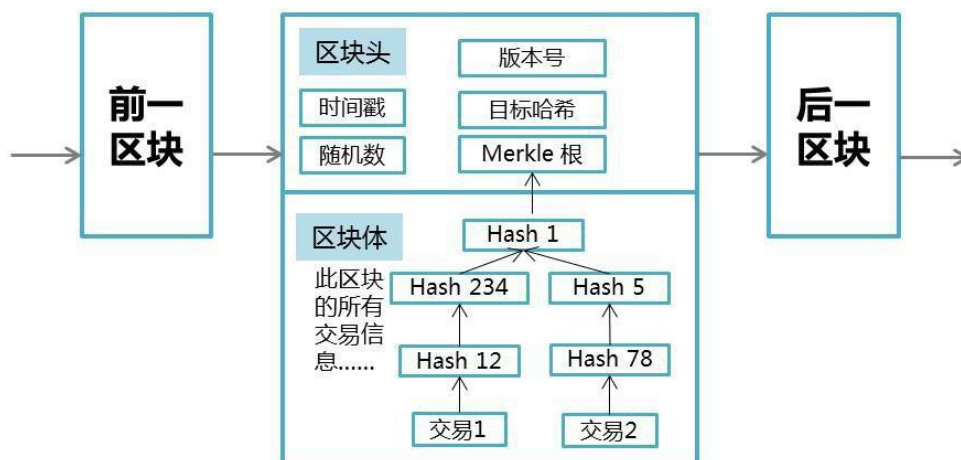 前一
区块
区块头
版本号
时间戳
目标哈希
随机数
Merkle 根
区块体
Hash 1
此区块
的所有
交易信
息......
Hash 234
Hash 5
Hash 12
Hash 78
交易1
交易2
后一
区块